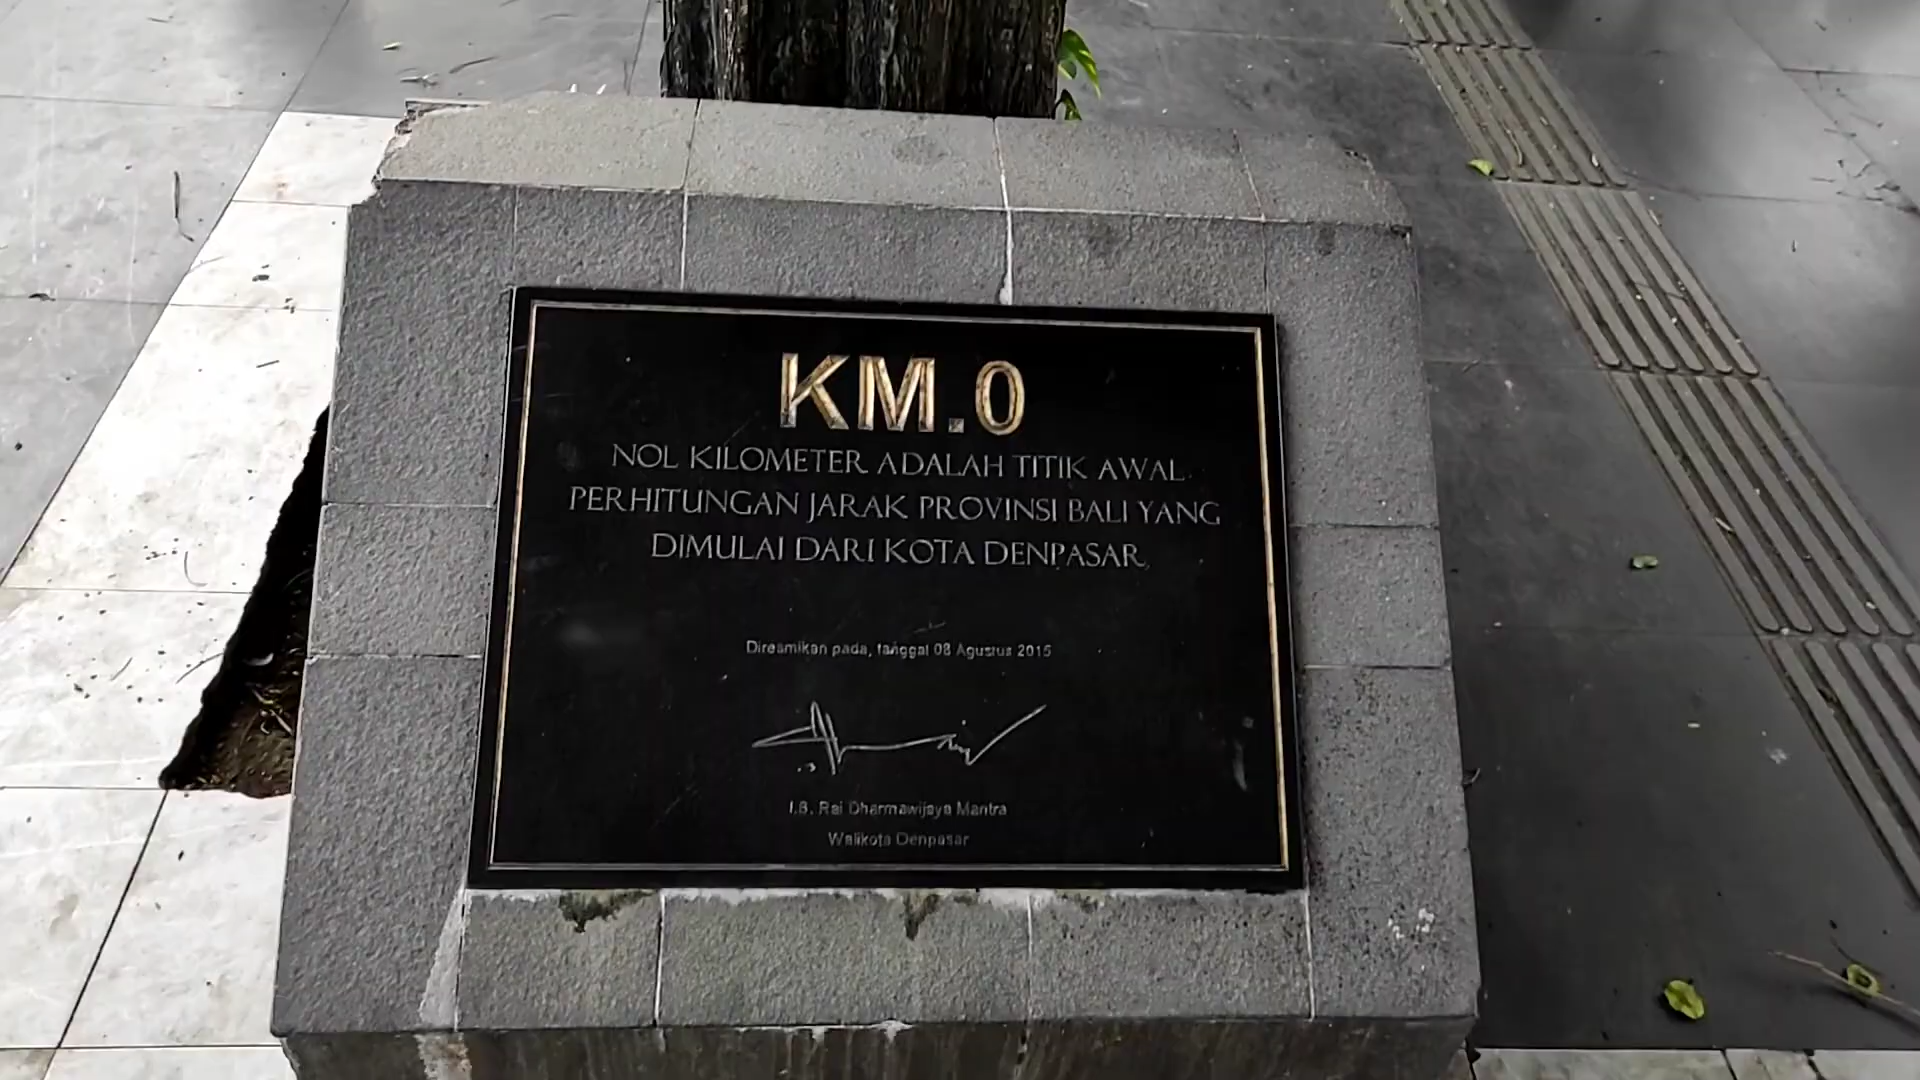 KM.0
NOL KILOMETER ADALAH TITIK AWAL
PERHITUNGAN JARAK PROVINSI BALI YANG
DIMULAI DARI KOTA DENPASAR
Diresmikan pada, tanggal 08 Agustus 2015
I.B. Rai Dharmawijaya Mantra
Walikota Denpasar